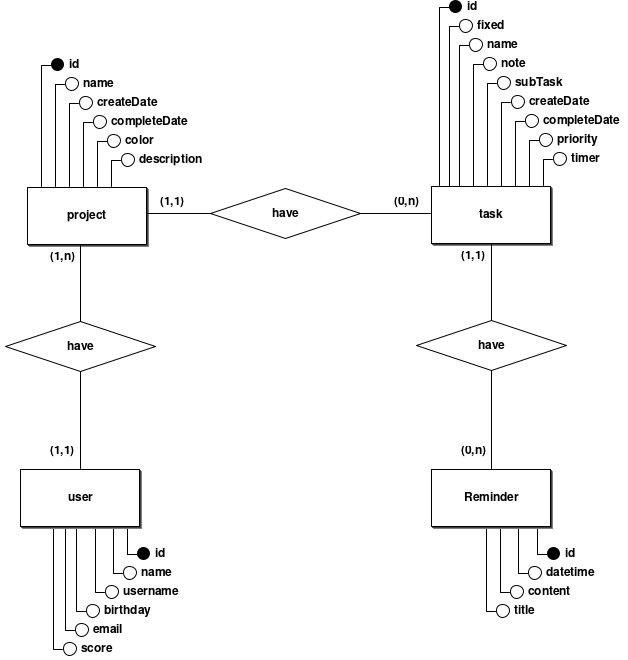 id
fixed
name
note
subTask
createDate
completeDate
priority
timer
id
name
createDate
completeDate
color
description
project
(1,1)
have
(0,n)
task
(1,n)
(1,1)
have
have
(1,1)
(0,n)
user
Reminder
id
name
username
birthday
email
score
id
datetime
content
title